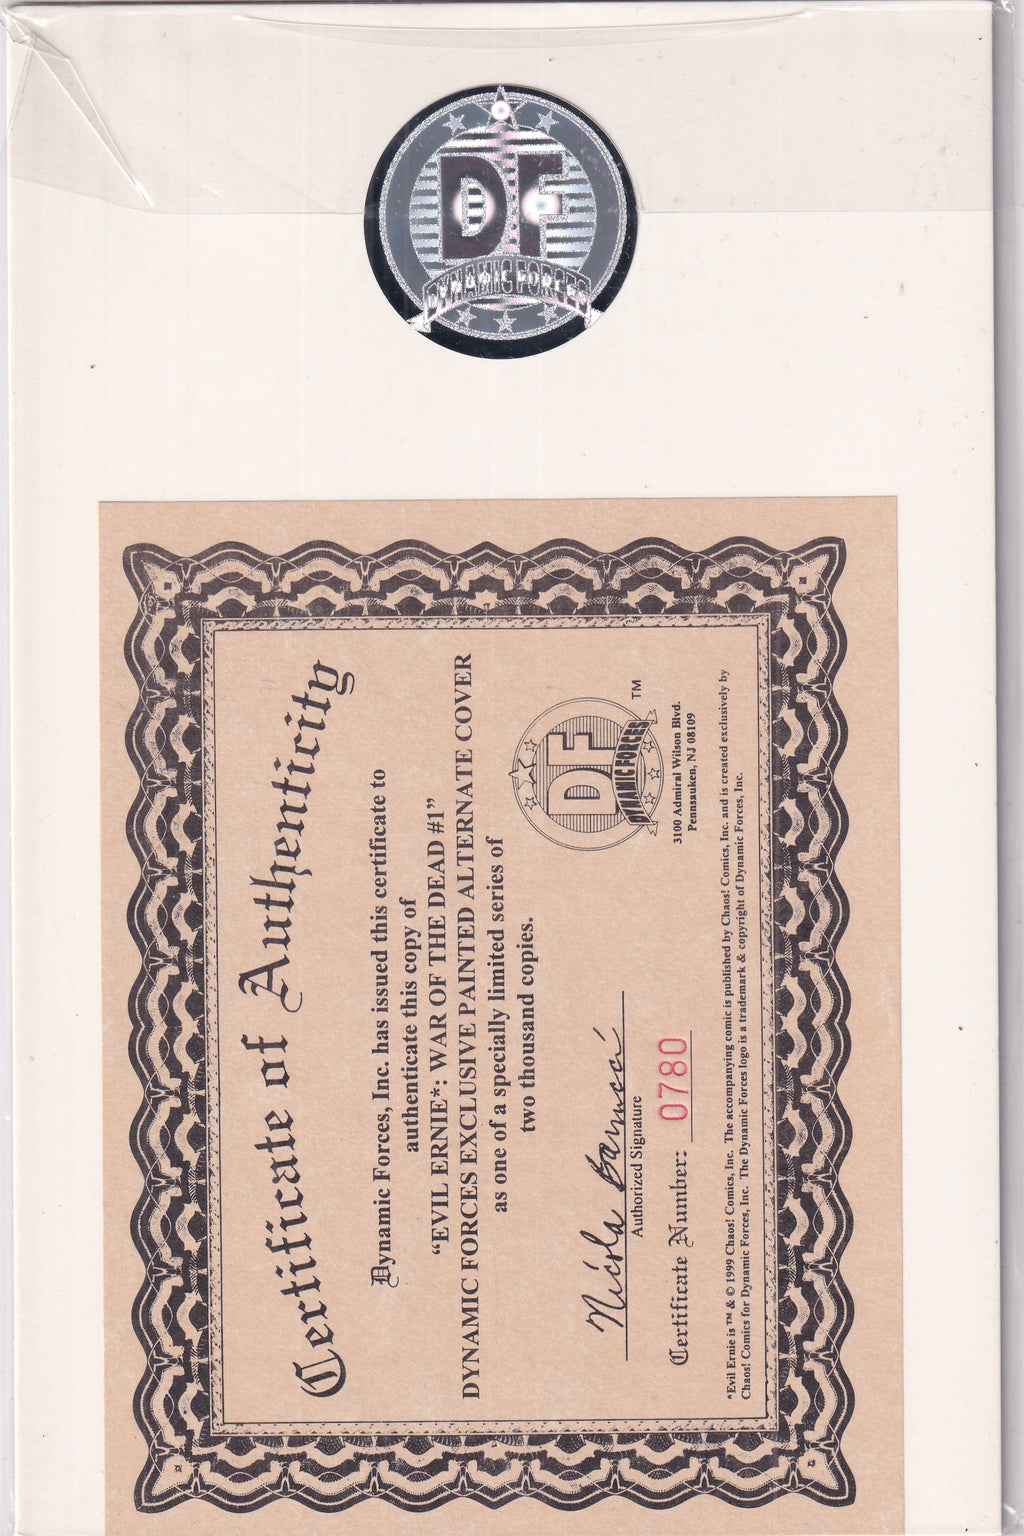 DF
DYNAMIC FORCES
Certificate of Authenticity
Dynamic Forces, Inc. has issued this certificate to
authenticate this copy of
“EVIL ERNIE*: WAR OF THE DEAD #1”
DYNAMIC FORCES EXCLUSIVE PAINTED ALTERNATE COVER
as one of a specially limited series of
two thousand copies.
Nicola Barrucci
Authorized Signature
Certificate Number: 0780
DF
DYNAMIC FORCES
TM
3100 Admiral Wilson Blvd.
Pennsauken, NJ 08109
*Evil Ernie is ™ & © 1999 Chaos! Comics, Inc. The accompanying comic is published by Chaos! Comics, Inc. and is created exclusively by
Chaos! Comics for Dynamic Forces, Inc. The Dynamic Forces logo is a trademark & copyright of Dynamic Forces, Inc.